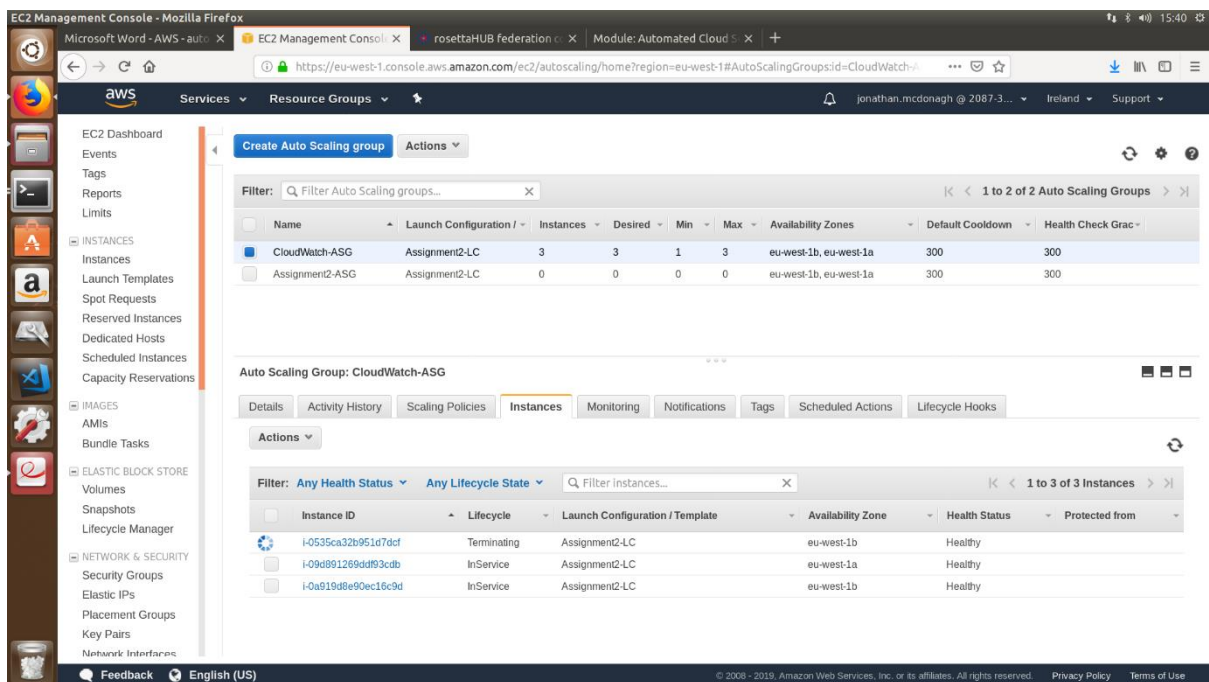 EC2 Management Console - Mozilla Firefox 15:40
Microsoft Word - AWS - auto EC2 Management Consol rosettaHUB federation c Module: Automated Cloud S
https://eu-west-1.console.aws.amazon.com/ec2/autoscaling/home?region=eu-west-1#AutoScalingGroups:id=CloudWatch-A
aws Services Resource Groups jonathan.mcdonagh @ 2087-3... Ireland Support
EC2 Dashboard
Events
Tags
Reports
Limits
INSTANCES
Instances
Launch Templates
Spot Requests
Reserved Instances
Dedicated Hosts
Scheduled Instances
Capacity Reservations
IMAGES
AMIs
Bundle Tasks
ELASTIC BLOCK STORE
Volumes
Snapshots
Lifecycle Manager
NETWORK & SECURITY
Security Groups
Elastic IPs
Placement Groups
Key Pairs
Network Interfaces
Create Auto Scaling group Actions
Filter: Filter Auto Scaling groups... 1 to 2 of 2 Auto Scaling Groups
Name Launch Configuration / Instances Desired Min Max Availability Zones Default Cooldown Health Check Grac
CloudWatch-ASG Assignment2-LC 3 3 1 3 eu-west-1b, eu-west-1a 300 300
Assignment2-ASG Assignment2-LC 0 0 0 0 eu-west-1b, eu-west-1a 300 300
Auto Scaling Group: CloudWatch-ASG
Details Activity History Scaling Policies Instances Monitoring Notifications Tags Scheduled Actions Lifecycle Hooks
Actions
Filter: Any Health Status Any Lifecycle State Filter instances... 1 to 3 of 3 Instances
Instance ID Lifecycle Launch Configuration / Template Availability Zone Health Status Protected from
i-0535ca32b951d7dcf Terminating Assignment2-LC eu-west-1b Healthy
i-09d891269ddf93cdb InService Assignment2-LC eu-west-1a Healthy
i-0a919d8e90ec16c9d InService Assignment2-LC eu-west-1b Healthy
Feedback English (US) © 2008 - 2019, Amazon Web Services, Inc. or its affiliates. All rights reserved. Privacy Policy Terms of Use